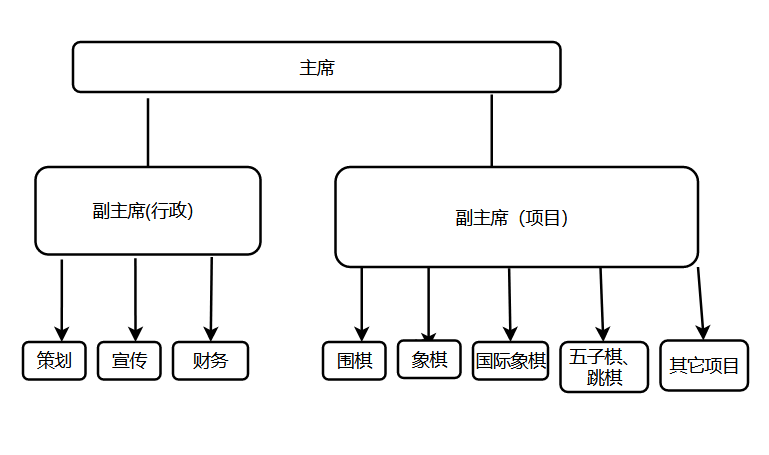 主席
副主席(行政)
副主席（项目）
策划
宣传
财务
围棋
象棋
国际象棋
五子棋、
跳棋
其它项目